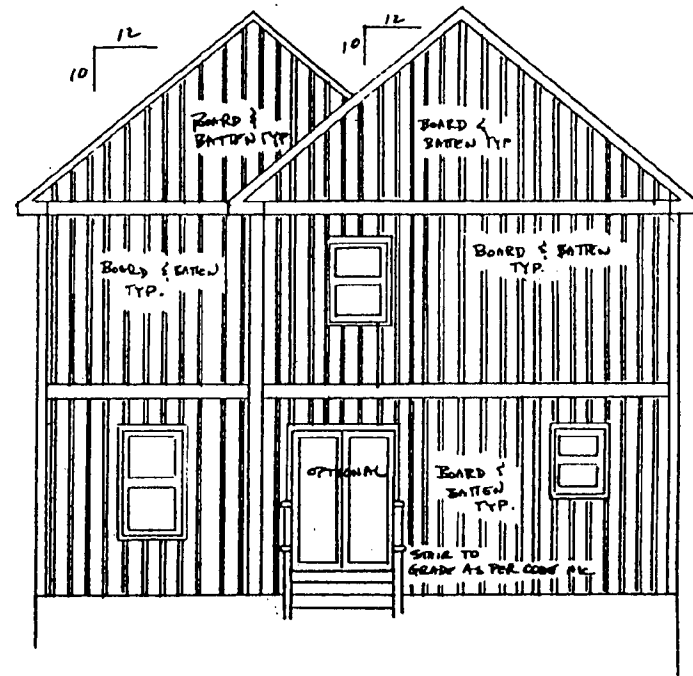 12
10
12
10
BOARD &
BATTEN TYP
BOARD &
BATTEN TYP
BOARD & BATTEN
TYP.
BOARD & BATTEN
TYP.
OPTIONAL
BOARD &
BATTEN
TYP.
STAIR TO
GRADE AS PER CODE